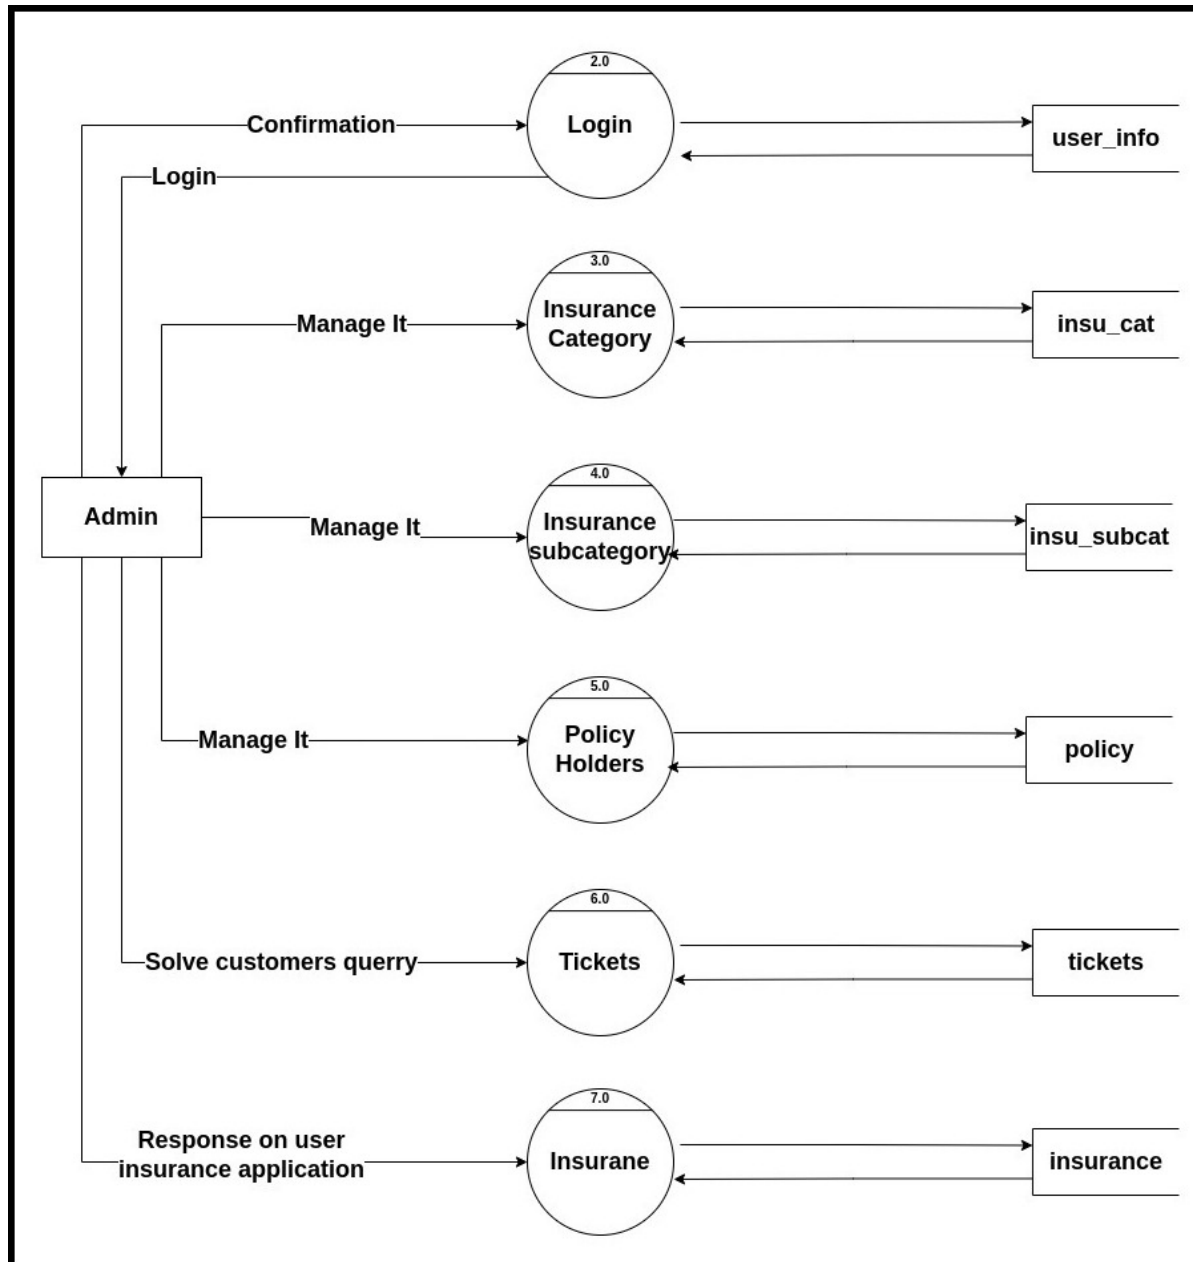 2.0
Confirmation
Login
user_info
Login
3.0
Manage It
Insurance
Category
insu_cat
Admin
4.0
Manage It
Insurance
subcategory
insu_subcat
5.0
Manage It
Policy
Holders
policy
6.0
Solve customers querry
Tickets
tickets
7.0
Response on user
insurance application
Insurane
insurance